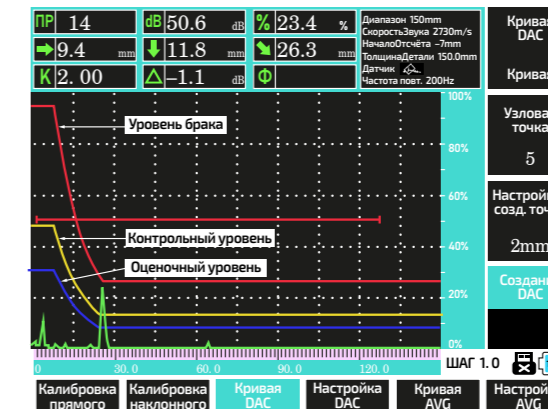 ПР 14 dB 50.6 dB % 23.4 %
Диапазон 150mm
СкоростьЗвука 2730m/s
НачалоОтсчёта –7mm
ТолщинаДетали 150.0mm
Датчик
Частота повт. 200Hz
➡ 9.4 mm ⬇ 11.8 mm ⬊ 26.3 mm
K 2.00 △ –1.1 dB Ф
Кривая
DAC
Кривая
Узловая
точка
5
Настройка
созд. точ
2mm
Создание
DAC
100%
80%
60%
40%
20%
0%
Уровень брака
Контрольный уровень
Оценочный уровень
0 30.0 60.0 90.0 120.0
ШАГ 1.0
Калибровка
прямого
Калибровка
наклонного
Кривая
DAC
Настройка
DAC
Кривая
AVG
Настрой
AVG